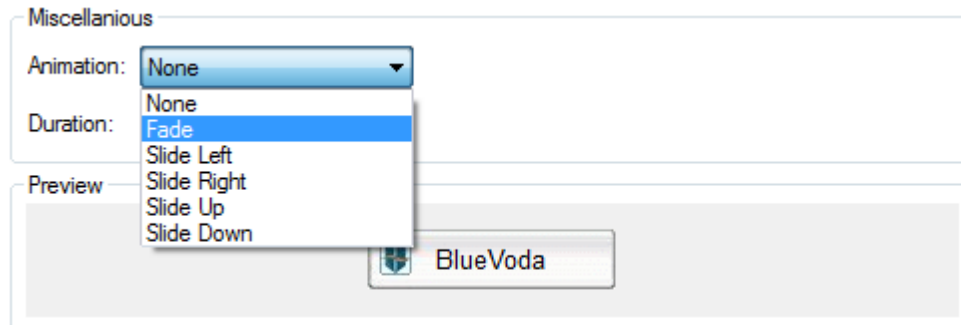 Miscellanious
Animation: None
None
Duration:
Fade
Slide Left
Slide Right
Preview
Slide Up
Slide Down
BlueVoda